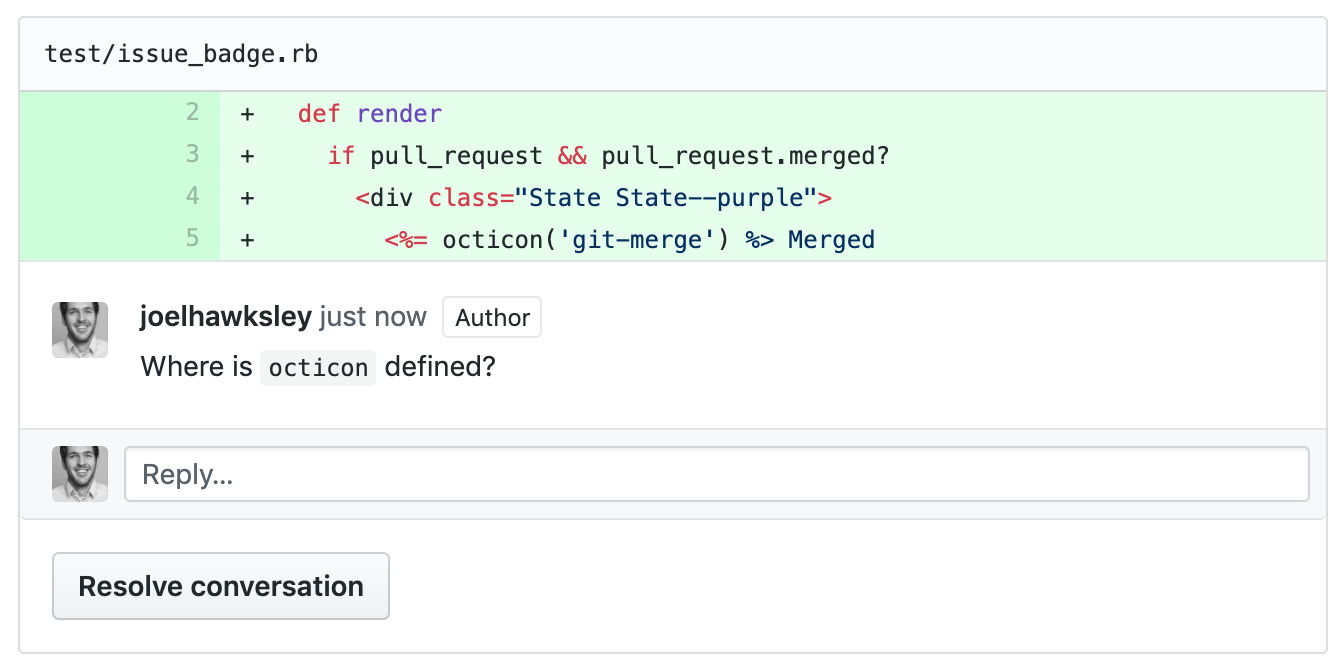 test/issue_badge.rb
2 + def render
3 + if pull_request && pull_request.merged?
4 + <div class="State State--purple">
5 + <%= octicon('git-merge') %> Merged
joelhawksley just now Author
Where is octicon defined?
Reply...
Resolve conversation